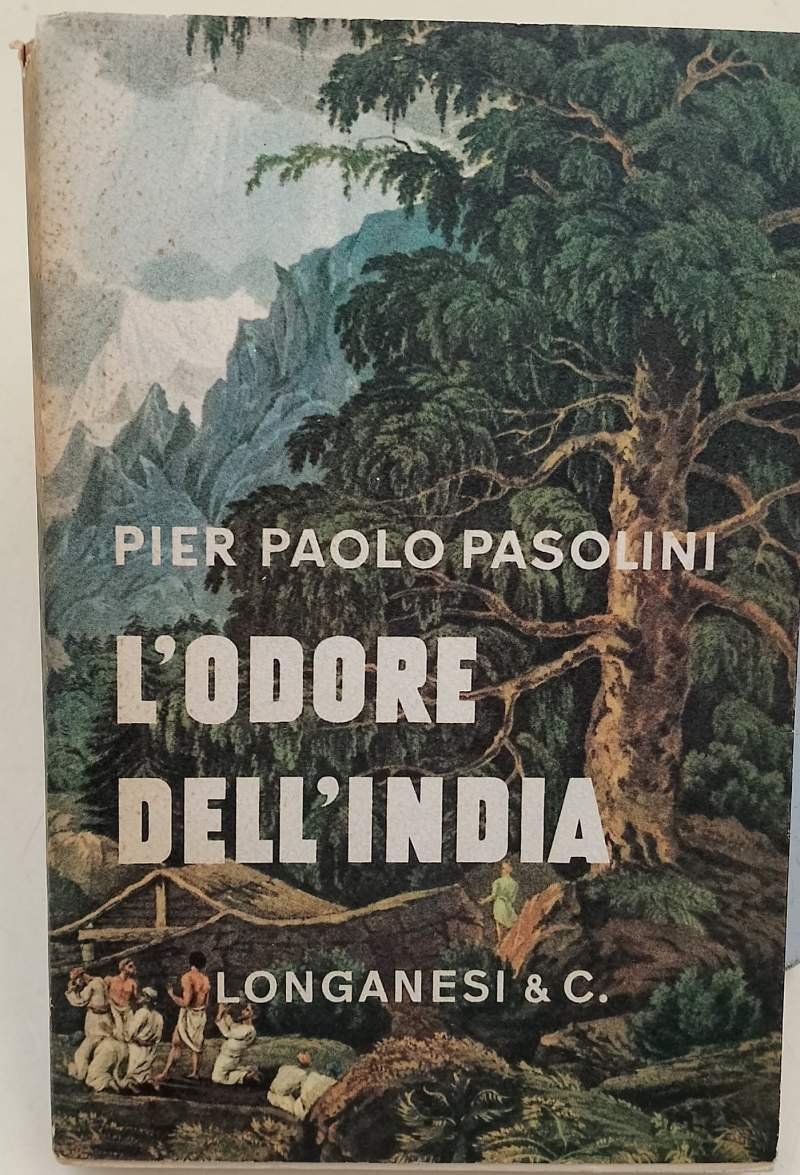 PIER PAOLO PASOLINI
L'ODORE
DELL'INDIA
LONGANESI & C.